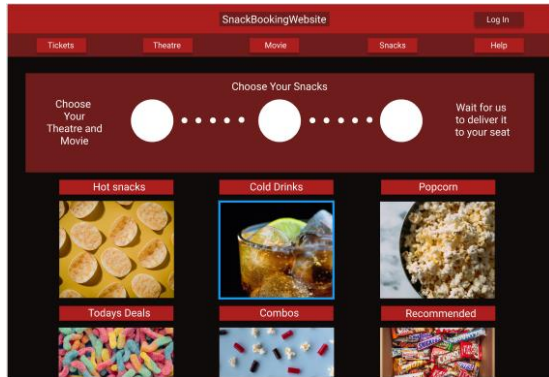 SnackBookingWebsite
Log In
Tickets
Theatre
Movie
Snacks
Help
Choose Your Snacks
Choose
Your
Theatre and
Movie
Wait for us
to deliver it
to your seat
Hot snacks
Cold Drinks
Popcorn
Todays Deals
Combos
Recommended